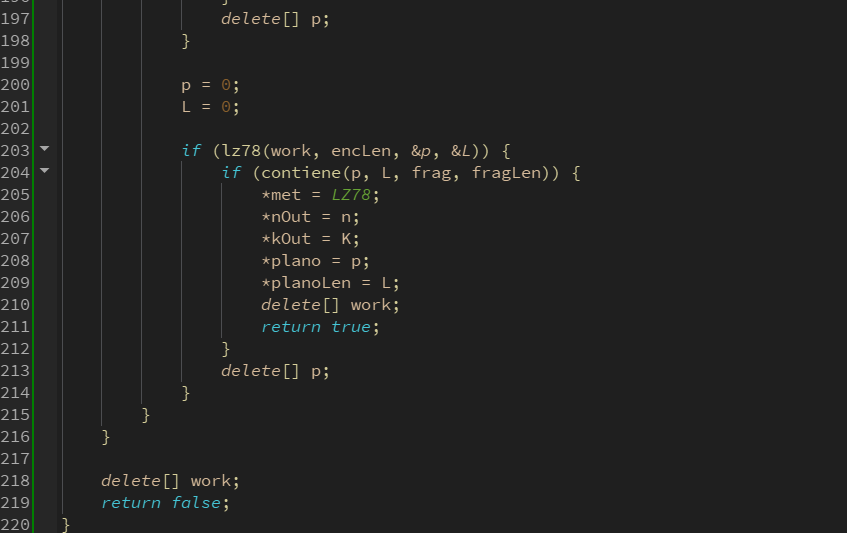 197                 delete[] p;
198             }
199
200             p = 0;
201             L = 0;
202
203             if (lz78(work, encLen, &p, &L)) {
204                 if (contiene(p, L, frag, fragLen)) {
205                     *met = LZ78;
206                     *nOut = n;
207                     *kOut = K;
208                     *plano = p;
209                     *planoLen = L;
210                     delete[] work;
211                     return true;
212                 }
213                 delete[] p;
214             }
215         }
216     }
217
218     delete[] work;
219     return false;
220 }